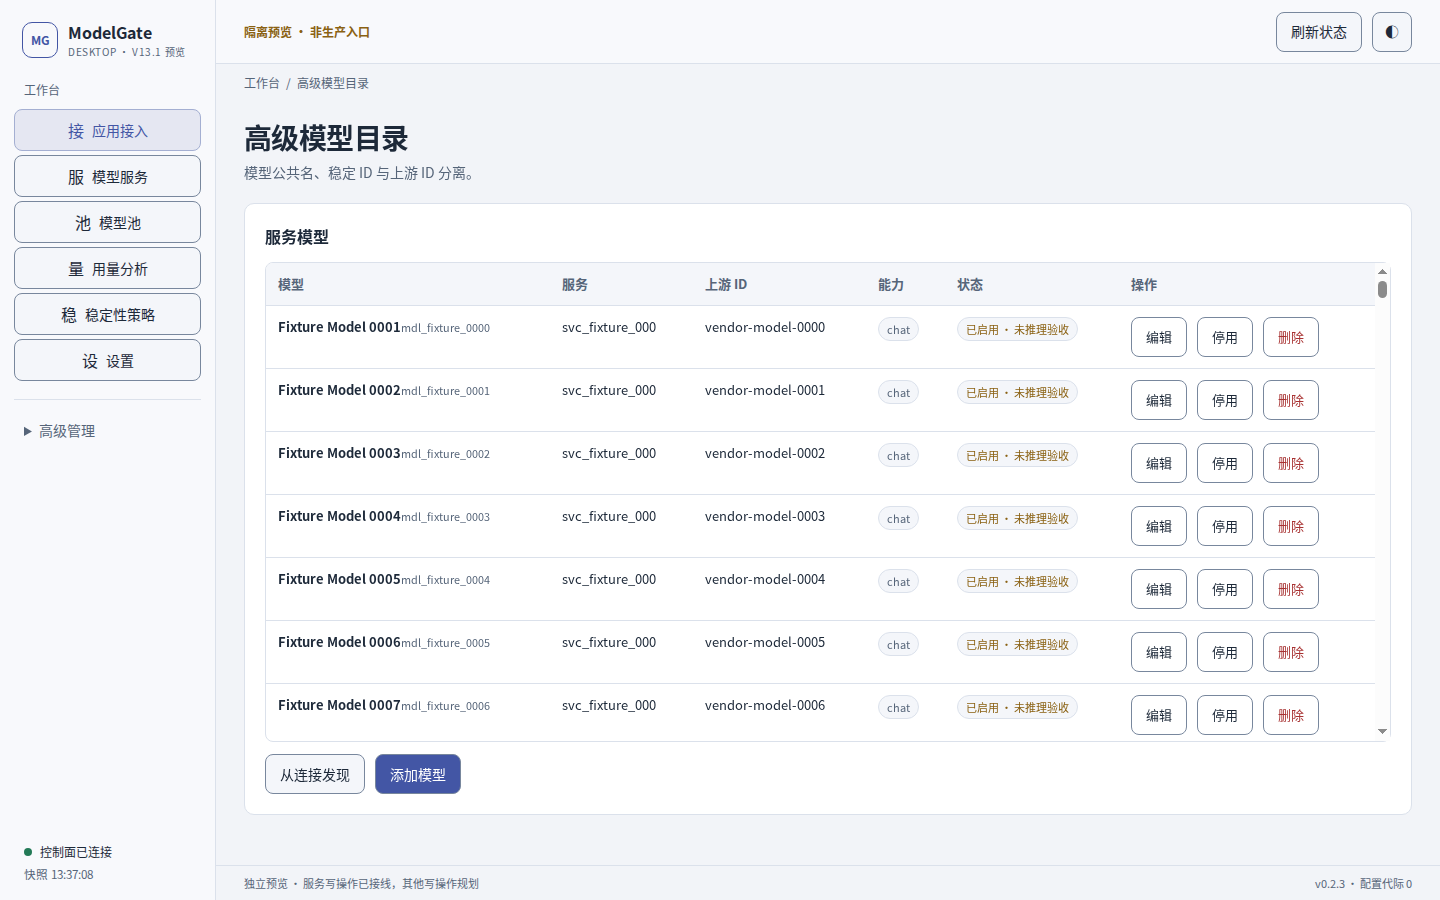 MG
ModelGate
DESKTOP · V13.1 预览
工作台
接 应用接入
服 模型服务
池 模型池
量 用量分析
稳 稳定性策略
设 设置
▶ 高级管理
控制面已连接
快照 13:37:08
隔离预览 · 非生产入口
刷新状态
工作台 / 高级模型目录
高级模型目录
模型公共名、稳定 ID 与上游 ID 分离。
服务模型
模型 服务 上游 ID 能力 状态 操作
Fixture Model 0001mdl_fixture_0000 svc_fixture_000 vendor-model-0000 chat 已启用 · 未推理验收 编辑 停用 删除
Fixture Model 0002mdl_fixture_0001 svc_fixture_000 vendor-model-0001 chat 已启用 · 未推理验收 编辑 停用 删除
Fixture Model 0003mdl_fixture_0002 svc_fixture_000 vendor-model-0002 chat 已启用 · 未推理验收 编辑 停用 删除
Fixture Model 0004mdl_fixture_0003 svc_fixture_000 vendor-model-0003 chat 已启用 · 未推理验收 编辑 停用 删除
Fixture Model 0005mdl_fixture_0004 svc_fixture_000 vendor-model-0004 chat 已启用 · 未推理验收 编辑 停用 删除
Fixture Model 0006mdl_fixture_0005 svc_fixture_000 vendor-model-0005 chat 已启用 · 未推理验收 编辑 停用 删除
Fixture Model 0007mdl_fixture_0006 svc_fixture_000 vendor-model-0006 chat 已启用 · 未推理验收 编辑 停用 删除
从连接发现 添加模型
独立预览 · 服务写操作已接线，其他写操作规划
v0.2.3 · 配置代际 0